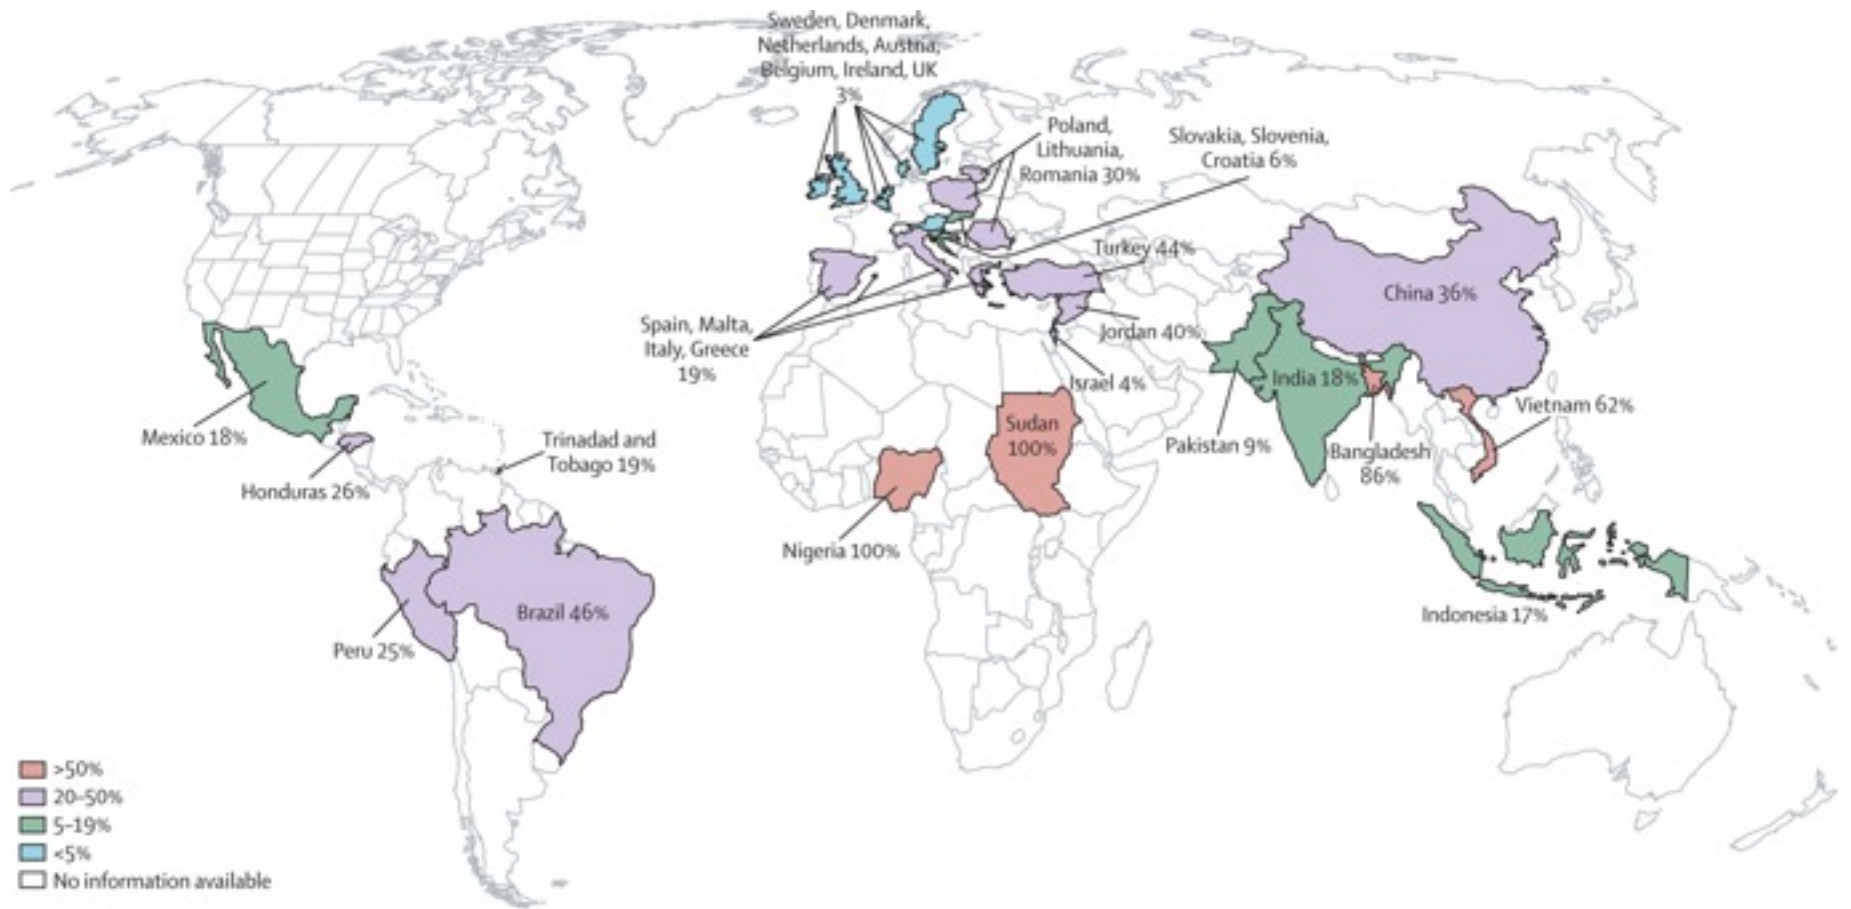 Sweden, Denmark,
Netherlands, Austria,
Belgium, Ireland, UK
3%
Poland,
Lithuania,
Romania 30%
Slovakia, Slovenia,
Croatia 6%
Turkey 44%
China 36%
Spain, Malta,
Italy, Greece
19%
Jordan 40%
Israel 4%
India 18%
Vietnam 62%
Pakistan 9%
Bangladesh
86%
Sudan
100%
Mexico 18%
Trinadad and
Tobago 19%
Honduras 26%
Nigeria 100%
Brazil 46%
Peru 25%
Indonesia 17%
>50%
20–50%
5–19%
<5%
No information available